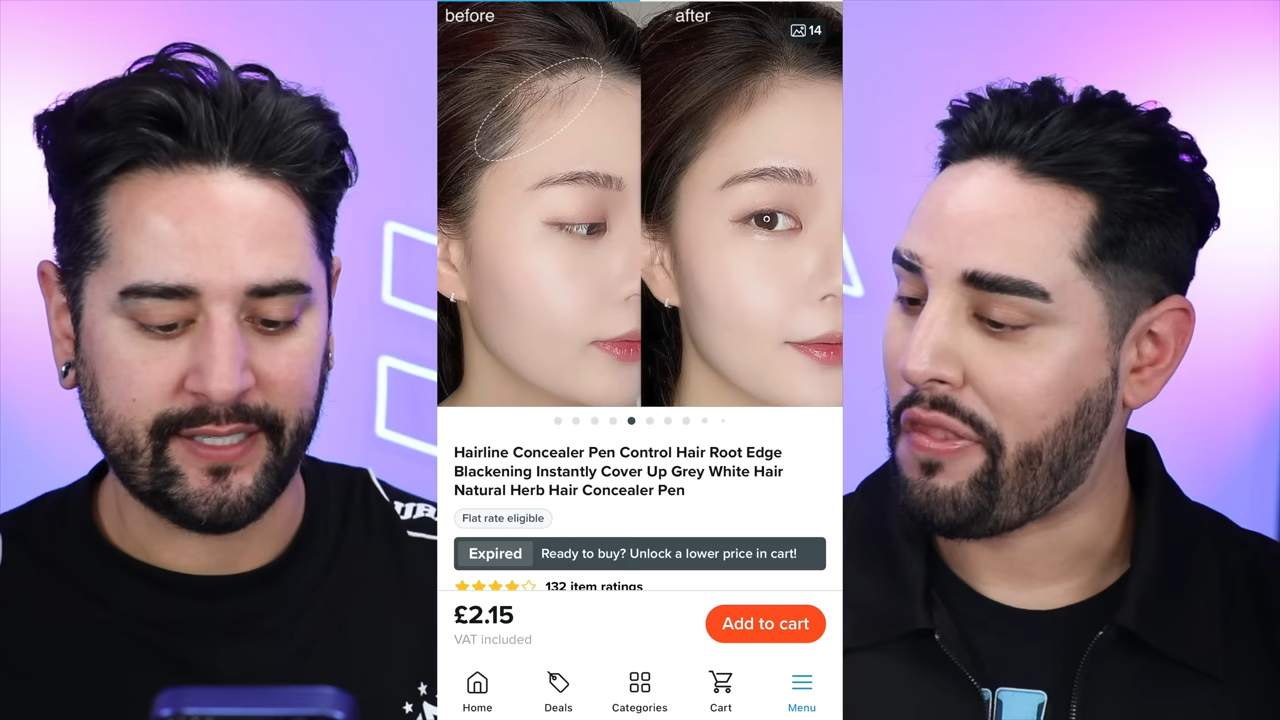 before
after
14
Hairline Concealer Pen Control Hair Root Edge
Blackening Instantly Cover Up Grey White Hair
Natural Herb Hair Concealer Pen
Flat rate eligible
Expired
Ready to buy? Unlock a lower price in cart!
132 item ratings
£2.15
VAT included
Add to cart
Home
Deals
Categories
Cart
Menu